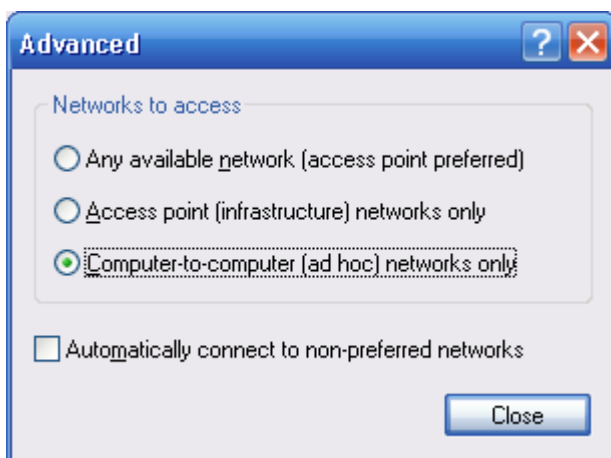 Advanced
Networks to access
Any available network (access point preferred)
Access point (infrastructure) networks only
Computer-to-computer (ad hoc) networks only
Automatically connect to non-preferred networks
Close